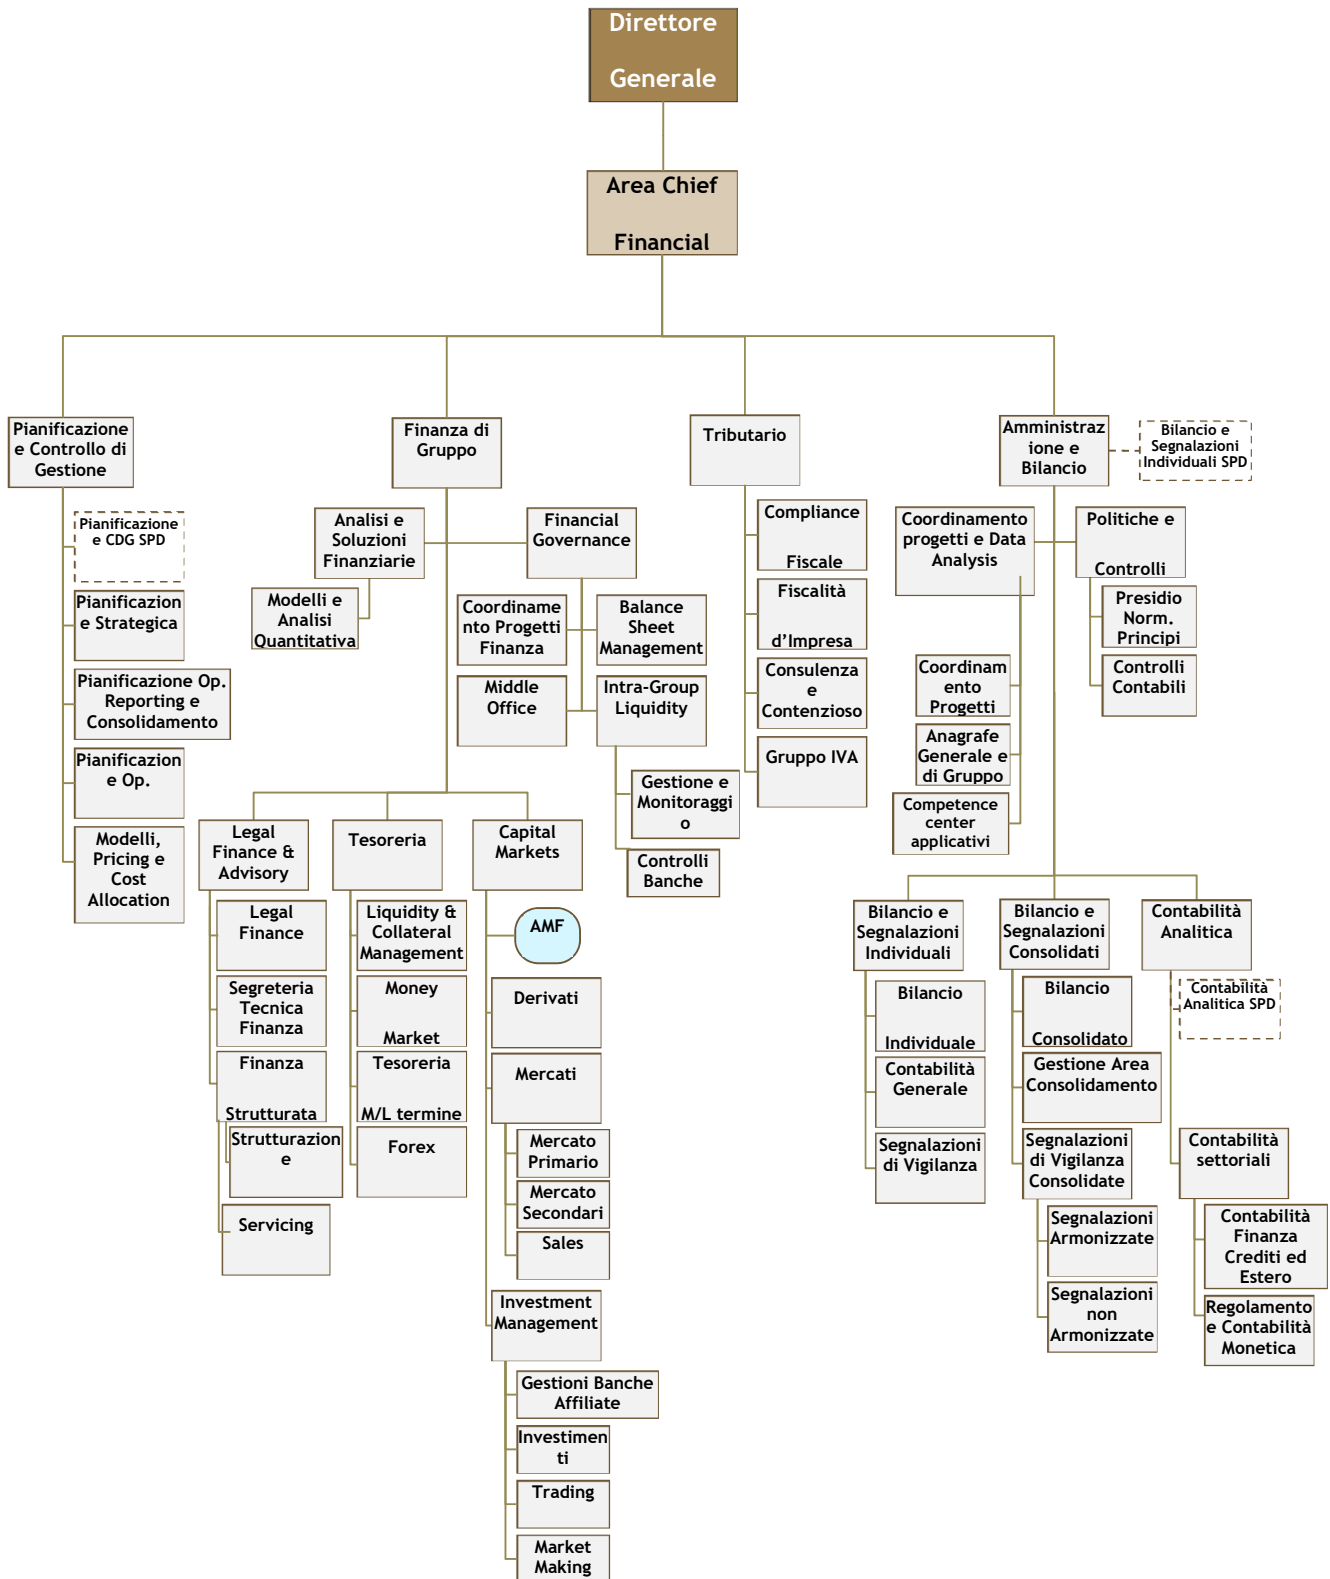 Direttore
Generale
Area Chief
Financial
Pianificazione
e Controllo di
Gestione
Pianificazione
e CDG SPD
Pianificazion
e Strategica
Pianificazione Op.
Reporting e
Consolidamento
Pianificazion
e Op.
Modelli,
Pricing e
Cost
Allocation
Finanza di
Gruppo
Analisi e
Soluzioni
Finanziarie
Modelli e
Analisi
Quantitativa
Financial
Governance
Coordiname
nto Progetti
Finanza
Balance
Sheet
Management
Middle
Office
Intra-Group
Liquidity
Gestione e
Monitoraggi
o
Controlli
Banche
Legal
Finance &
Advisory
Legal
Finance
Segreteria
Tecnica
Finanza
Finanza
Strutturata
Strutturazion
e
Servicing
Tesoreria
Liquidity &
Collateral
Management
Money
Market
Tesoreria
M/L termine
Forex
Capital
Markets
AMF
Derivati
Mercati
Mercato
Primario
Mercato
Secondari
Sales
Investment
Management
Gestioni Banche
Affiliate
Investimen
ti
Trading
Market
Making
Tributario
Compliance
Fiscale
Fiscalità
d’Impresa
Consulenza
e
Contenzioso
Gruppo IVA
Amministraz
ione e
Bilancio
Bilancio e
Segnalazioni
Individuali SPD
Coordinamento
progetti e Data
Analysis
Coordinam
ento
Progetti
Anagrafe
Generale e
di Gruppo
Competence
center
applicativi
Politiche e
Controlli
Presidio
Norm.
Principi
Controlli
Contabili
Bilancio e
Segnalazioni
Individuali
Bilancio
Individuale
Contabilità
Generale
Segnalazioni
di Vigilanza
Bilancio e
Segnalazioni
Consolidati
Bilancio
Consolidato
Gestione Area
Consolidamento
Segnalazioni
di Vigilanza
Consolidate
Segnalazioni
Armonizzate
Segnalazioni
non
Armonizzate
Contabilità
Analitica
Contabilità
Analitica SPD
Contabilità
settoriali
Contabilità
Finanza
Crediti ed
Estero
Regolamento
e Contabilità
Monetica